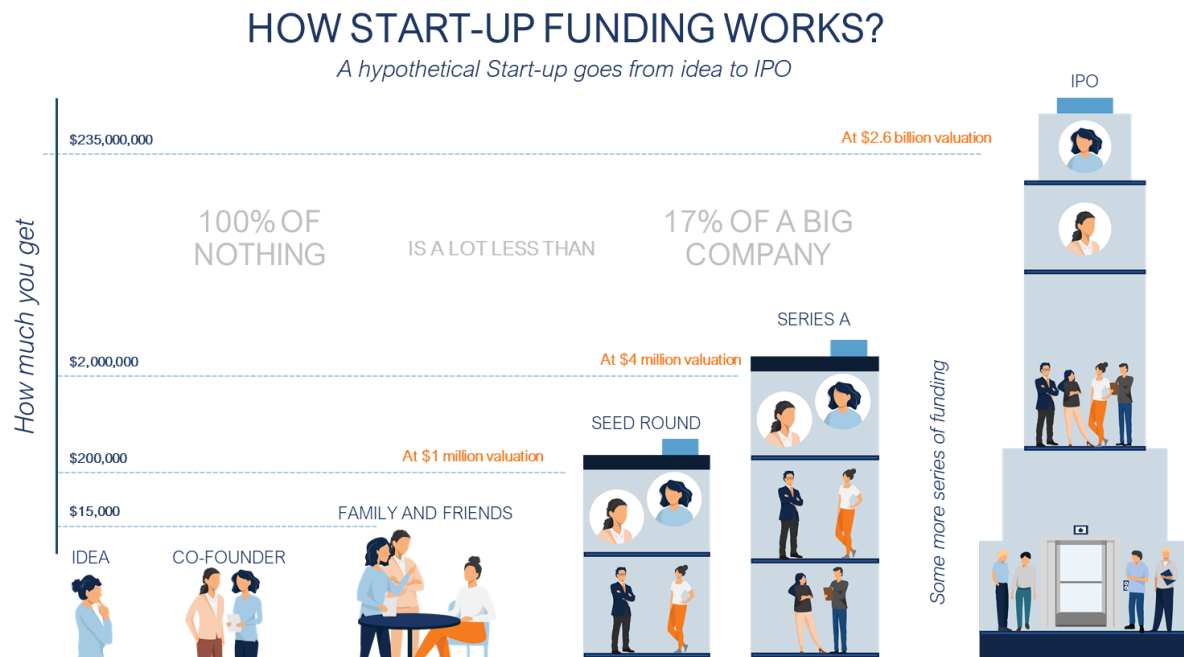 HOW START-UP FUNDING WORKS?
A hypothetical Start-up goes from idea to IPO
IPO
$235,000,000
At $2.6 billion valuation
How much you get
100% OF
NOTHING
IS A LOT LESS THAN
17% OF A BIG
COMPANY
SERIES A
$2,000,000
At $4 million valuation
SEED ROUND
$200,000
At $1 million valuation
$15,000
FAMILY AND FRIENDS
IDEA
CO-FOUNDER
Some more series of funding